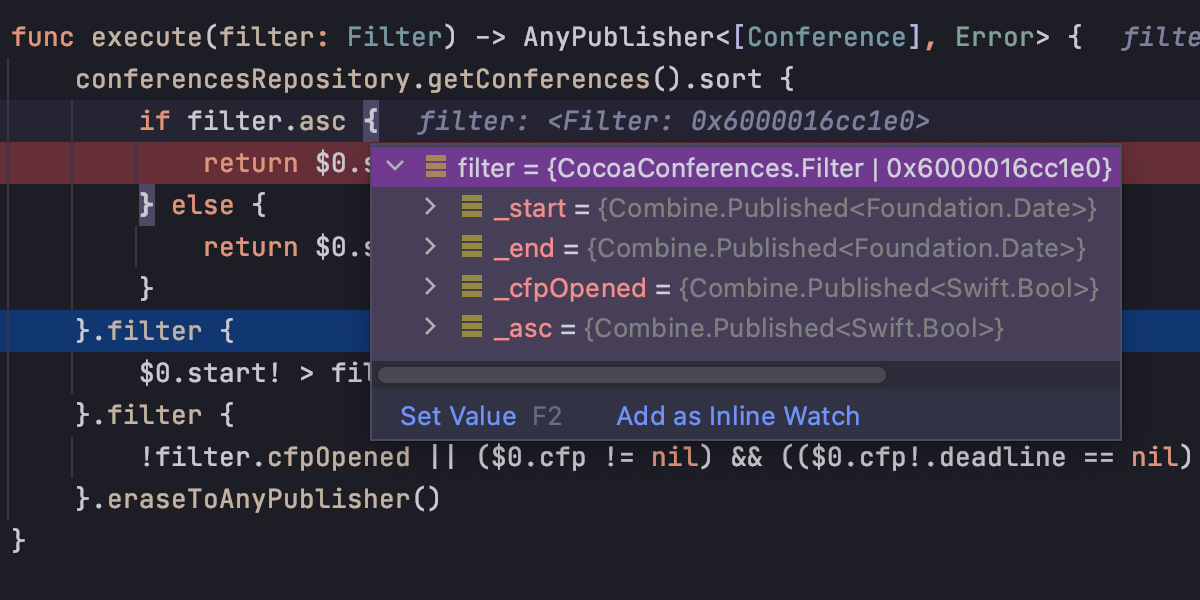 func execute(filter: Filter) -> AnyPublisher<[Conference], Error> {   filte
conferencesRepository.getConferences().sort {
if filter.asc {   filter: <Filter: 0x6000016cc1e0>
return $0.s
filter = {CocoaConferences.Filter | 0x6000016cc1e0}
} else {
_start = {Combine.Published<Foundation.Date>}
return $0.s
_end = {Combine.Published<Foundation.Date>}
}
_cfpOpened = {Combine.Published<Swift.Bool>}
}.filter {
_asc = {Combine.Published<Swift.Bool>}
$0.start! > fil
}.filter {
Set Value F2   Add as Inline Watch
!filter.cfpOpened || ($0.cfp != nil) && (($0.cfp!.deadline == nil)
}.eraseToAnyPublisher()
}